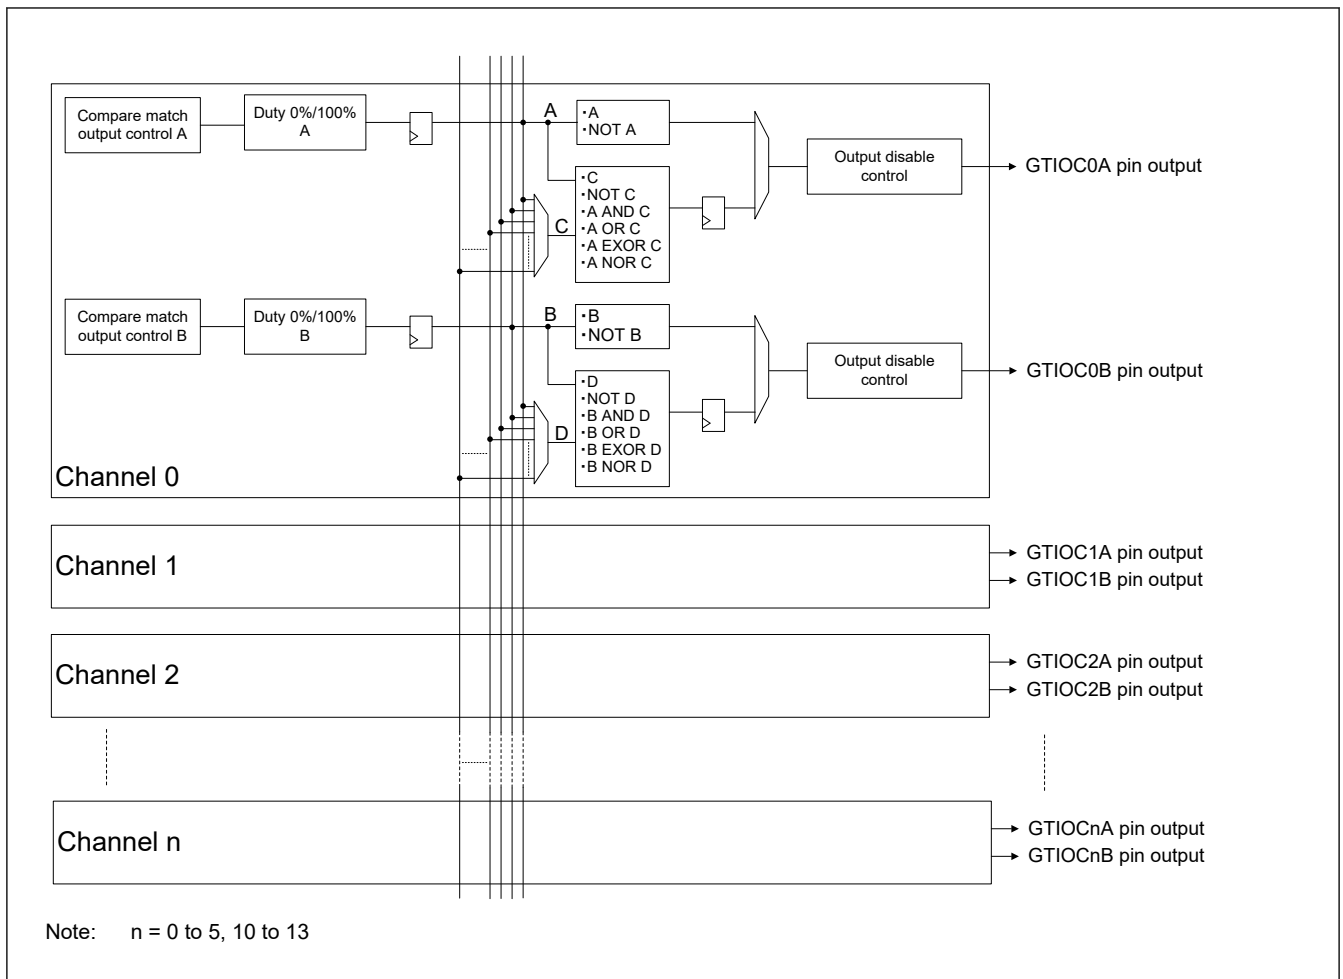 Compare match
output control A
Duty 0%/100%
A
A
・A
・NOT A
Output disable
control
GTIOC0A pin output
C
・C
・NOT C
・A AND C
・A OR C
・A EXOR C
・A NOR C
Compare match
output control B
Duty 0%/100%
B
B
・B
・NOT B
Output disable
control
GTIOC0B pin output
D
・D
・NOT D
・B AND D
・B OR D
・B EXOR D
・B NOR D
Channel 0
Channel 1
GTIOC1A pin output
GTIOC1B pin output
Channel 2
GTIOC2A pin output
GTIOC2B pin output
Channel n
GTIOCnA pin output
GTIOCnB pin output
Note: n = 0 to 5, 10 to 13